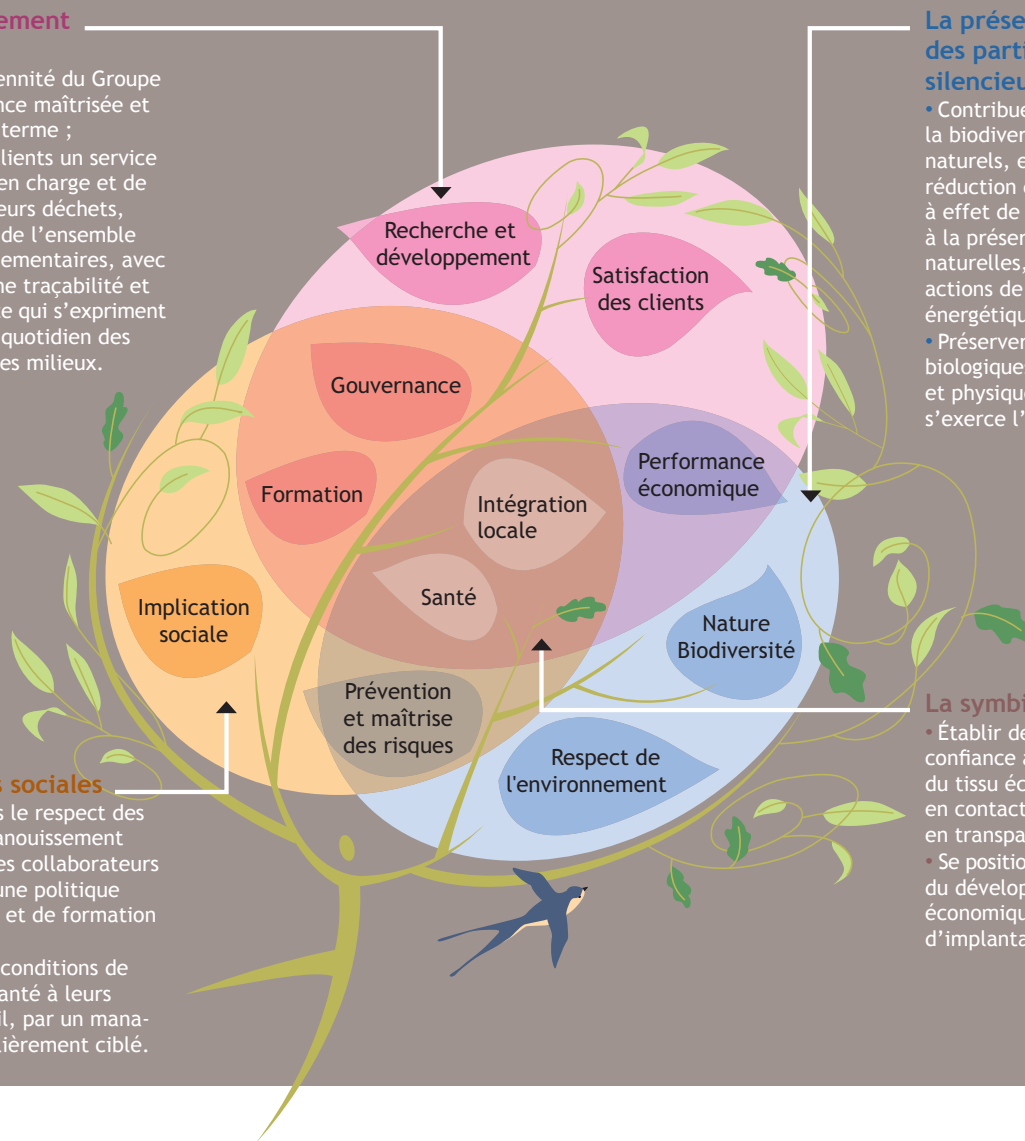 ement
ennité du Groupe
nce maîtrisée et
terme ;
lients un service
en charge et de
eurs déchets,
de l'ensemble
ementaires, avec
ne traçabilité et
ce qui s'expriment
quotidien des
es milieux.
Recherche et
développement
Satisfaction
des clients
Gouvernance
Formation
Performance
économique
Intégration
locale
Santé
Implication
sociale
Nature
Biodiversité
Prévention
et maîtrise
des risques
Respect de
l'environnement
s sociales
s le respect des
anouissement
es collaborateurs
une politique
et de formation
conditions de
anté à leurs
il, par un mana-
lièrement ciblé.
La prése
des parti
silencieu
• Contribue
la biodiver
naturels, e
réduction
à effet de
à la préser
naturelles,
actions de
énergétiqu
• Préserver
biologique
et physique
s'exerce l'
La symbi
• Établir de
confiance a
du tissu éc
en contact
en transpa
• Se positio
du dévelop
économiqu
d'implanta